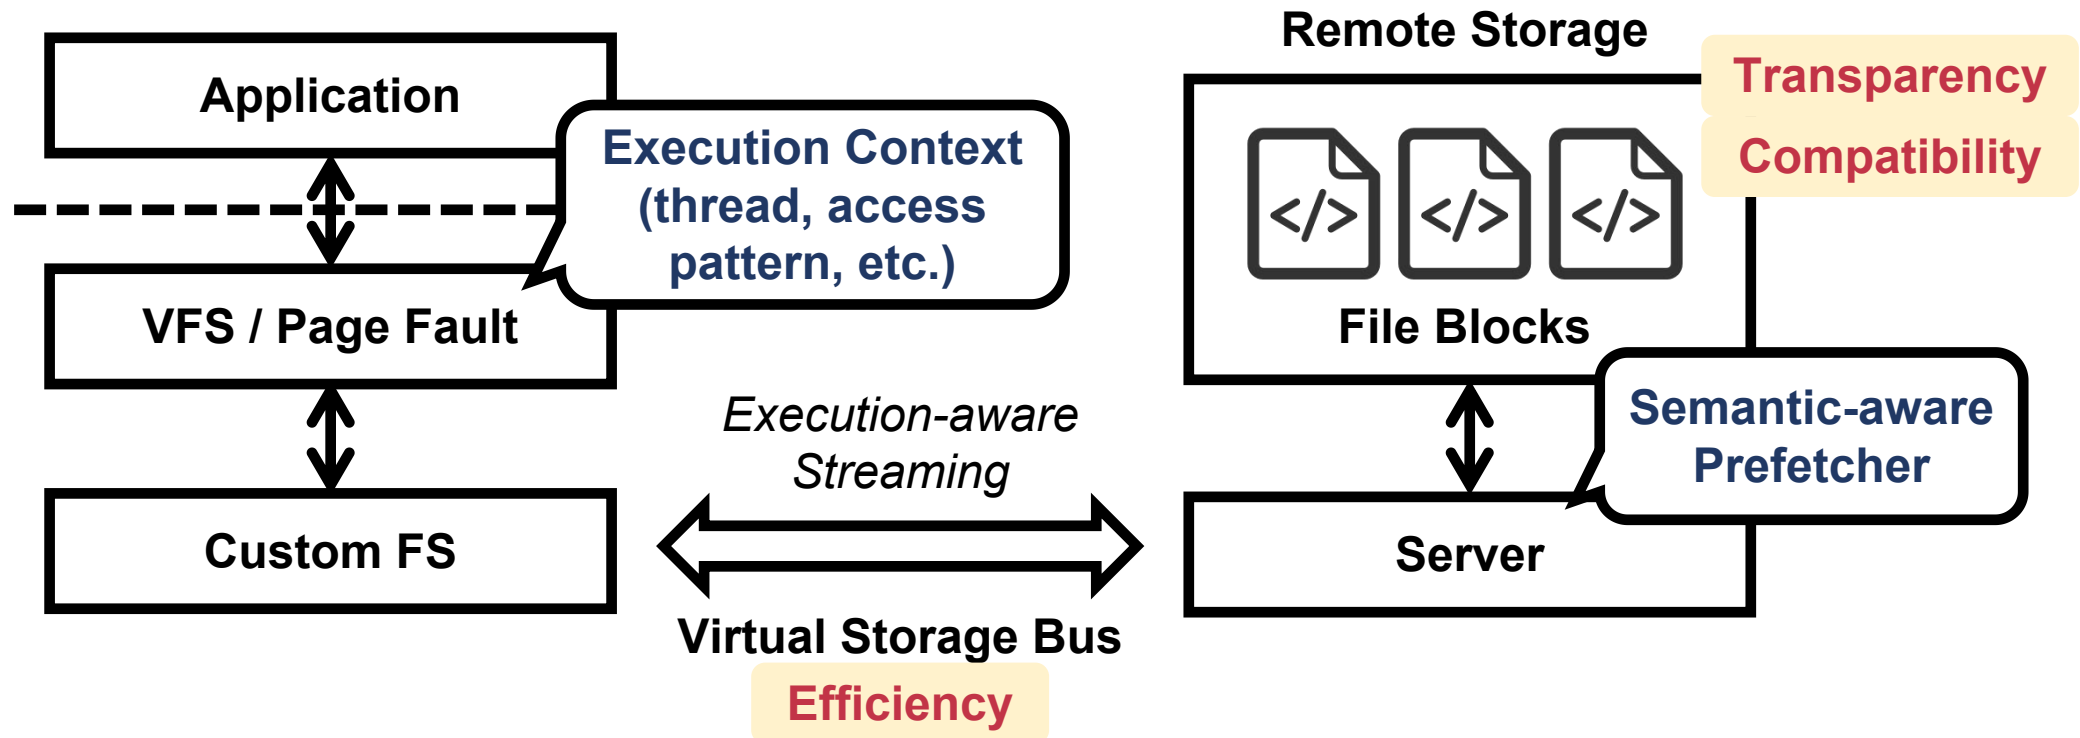 Application
Execution Context
(thread, access
pattern, etc.)
VFS / Page Fault
Custom FS
Execution-aware
Streaming
Virtual Storage Bus
Efficiency
Remote Storage
Transparency
Compatibility
</>
</>
</>
File Blocks
Semantic-aware
Prefetcher
Server